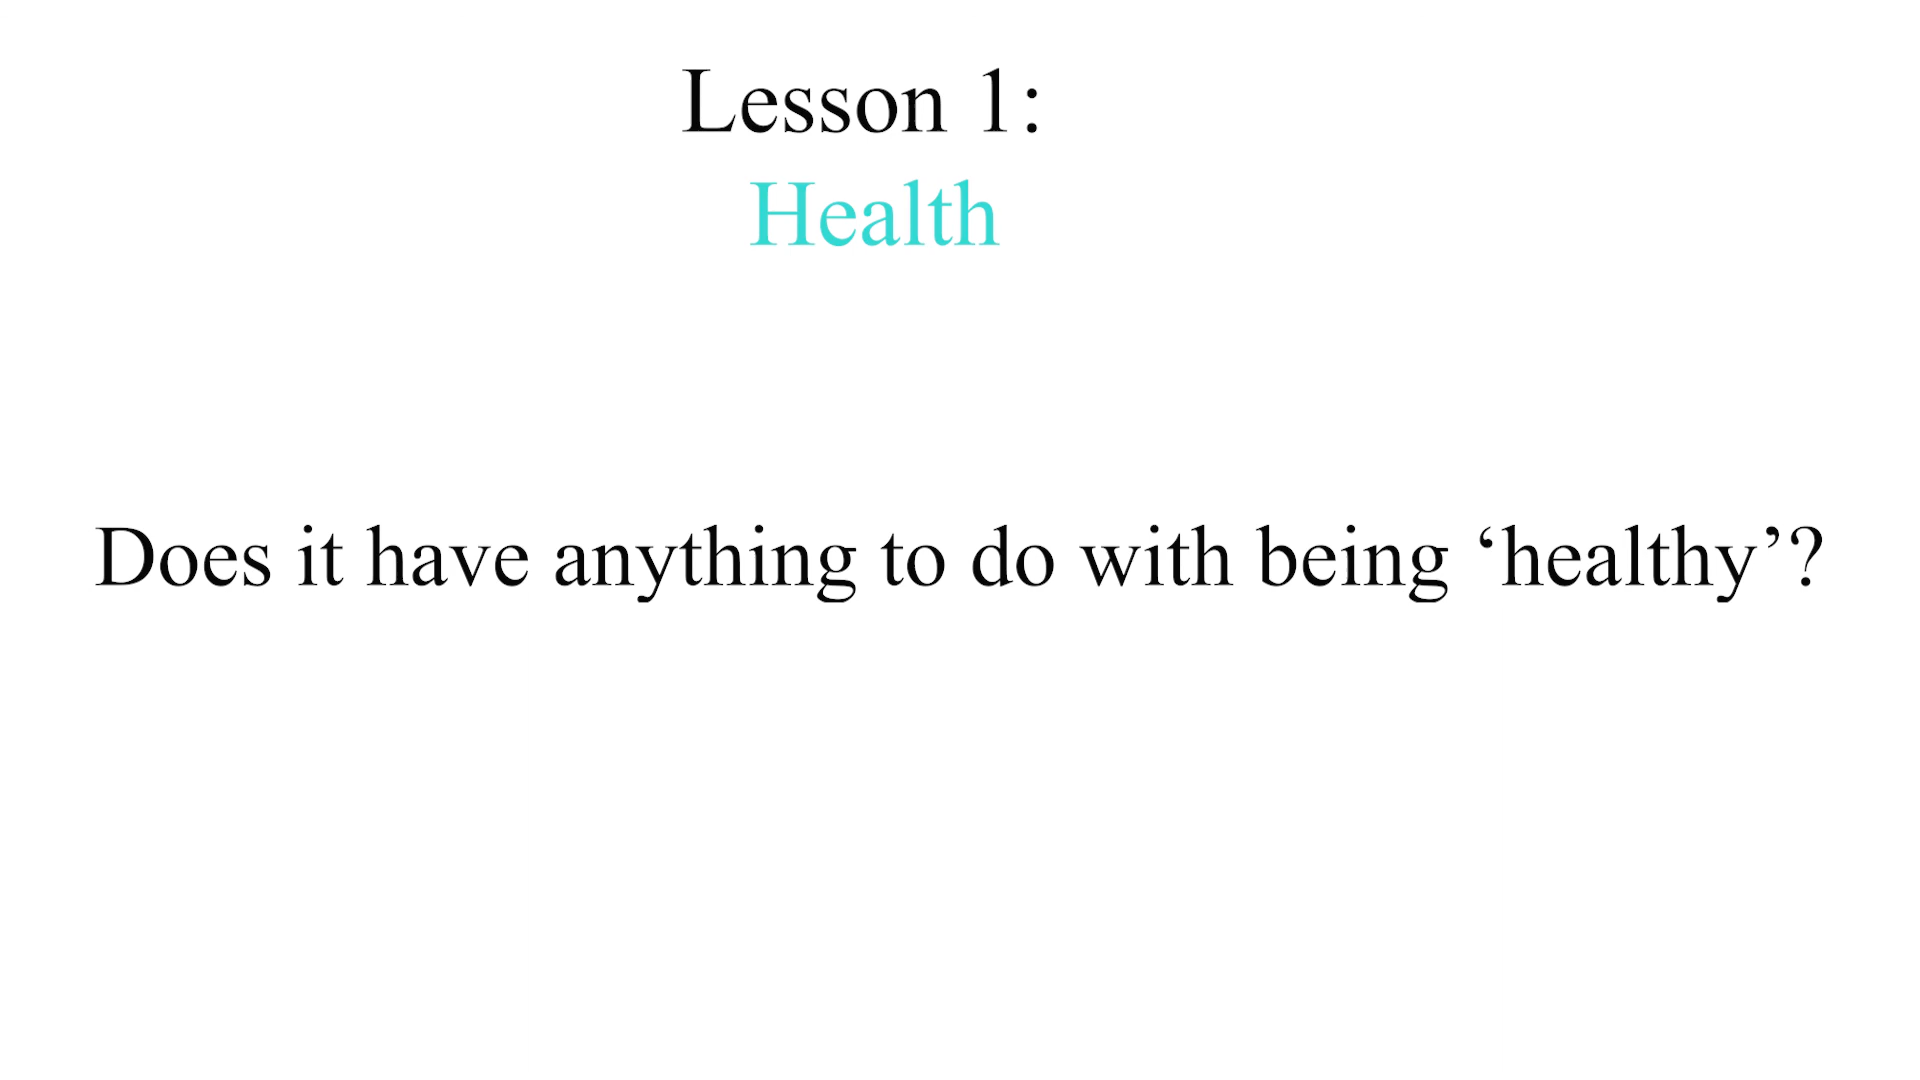 Lesson 1:
Health
Does it have anything to do with being ‘healthy’?